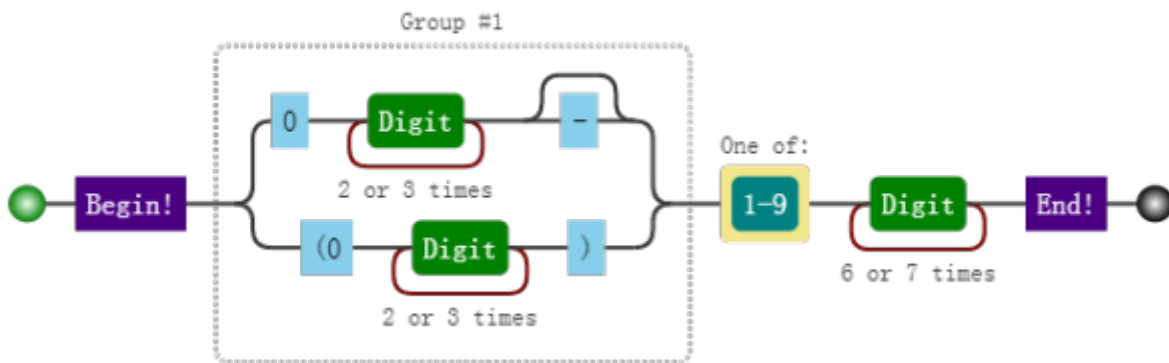 Group #1
0 Digit -
2 or 3 times
One of:
Begin! 1-9 Digit End!
(0 Digit )
6 or 7 times
2 or 3 times